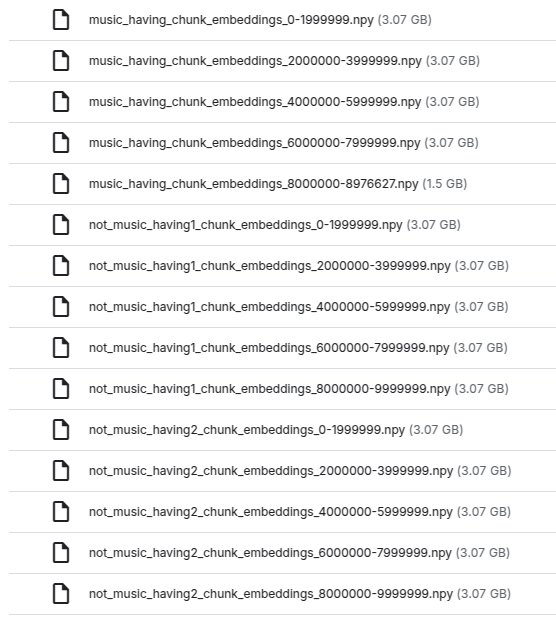 music_having_chunk_embeddings_0-1999999.npy (3.07 GB)
music_having_chunk_embeddings_2000000-3999999.npy (3.07 GB)
music_having_chunk_embeddings_4000000-5999999.npy (3.07 GB)
music_having_chunk_embeddings_6000000-7999999.npy (3.07 GB)
music_having_chunk_embeddings_8000000-8976627.npy (1.5 GB)
not_music_having1_chunk_embeddings_0-1999999.npy (3.07 GB)
not_music_having1_chunk_embeddings_2000000-3999999.npy (3.07 GB)
not_music_having1_chunk_embeddings_4000000-5999999.npy (3.07 GB)
not_music_having1_chunk_embeddings_6000000-7999999.npy (3.07 GB)
not_music_having1_chunk_embeddings_8000000-9999999.npy (3.07 GB)
not_music_having2_chunk_embeddings_0-1999999.npy (3.07 GB)
not_music_having2_chunk_embeddings_2000000-3999999.npy (3.07 GB)
not_music_having2_chunk_embeddings_4000000-5999999.npy (3.07 GB)
not_music_having2_chunk_embeddings_6000000-7999999.npy (3.07 GB)
not_music_having2_chunk_embeddings_8000000-9999999.npy (3.07 GB)